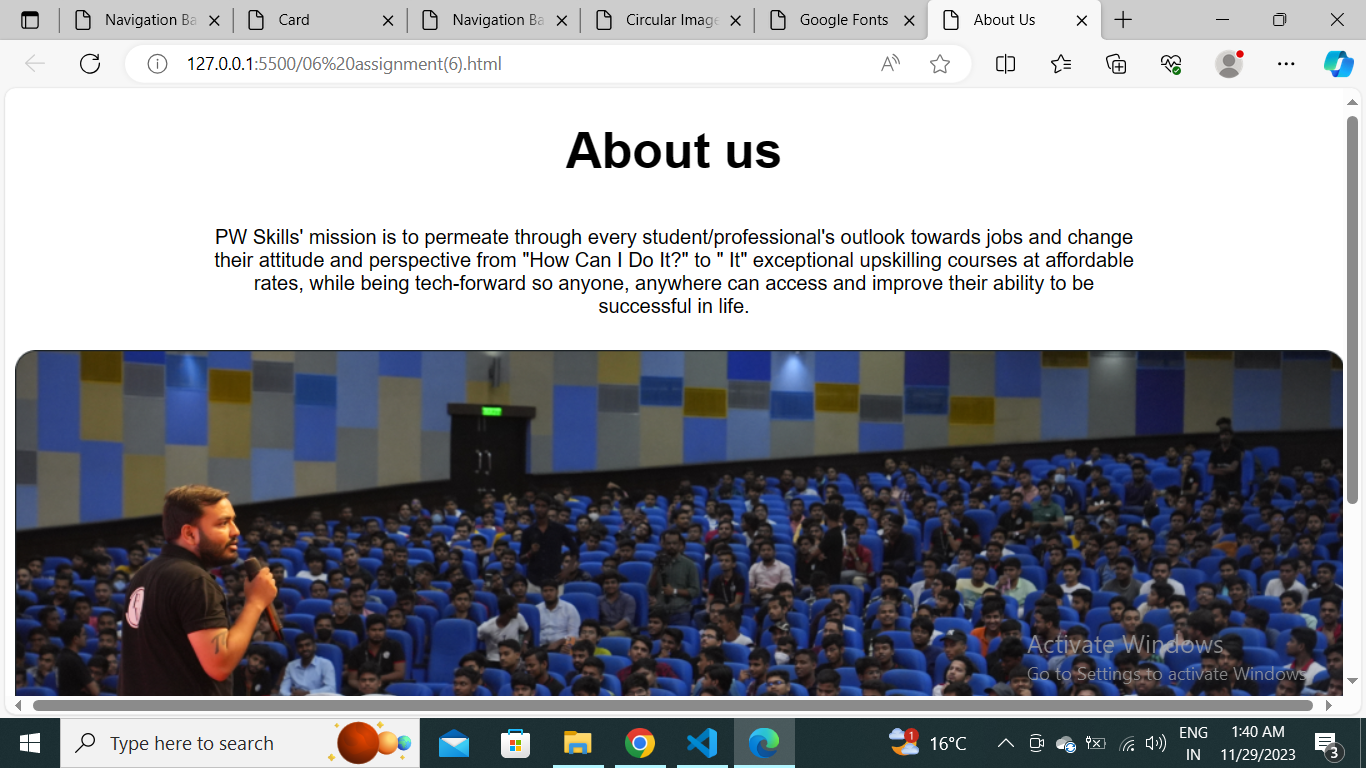 Navigation Ba
Card
Navigation Ba
Circular Image
Google Fonts
About Us
127.0.0.1:5500/06%20assignment(6).html
About us
PW Skills' mission is to permeate through every student/professional's outlook towards jobs and change
their attitude and perspective from "How Can I Do It?" to " It" exceptional upskilling courses at affordable
rates, while being tech-forward so anyone, anywhere can access and improve their ability to be
successful in life.
Activate Windows
Go to Settings to activate Windows.
Type here to search
1
16°C
ENG
IN
1:40 AM
11/29/2023
3